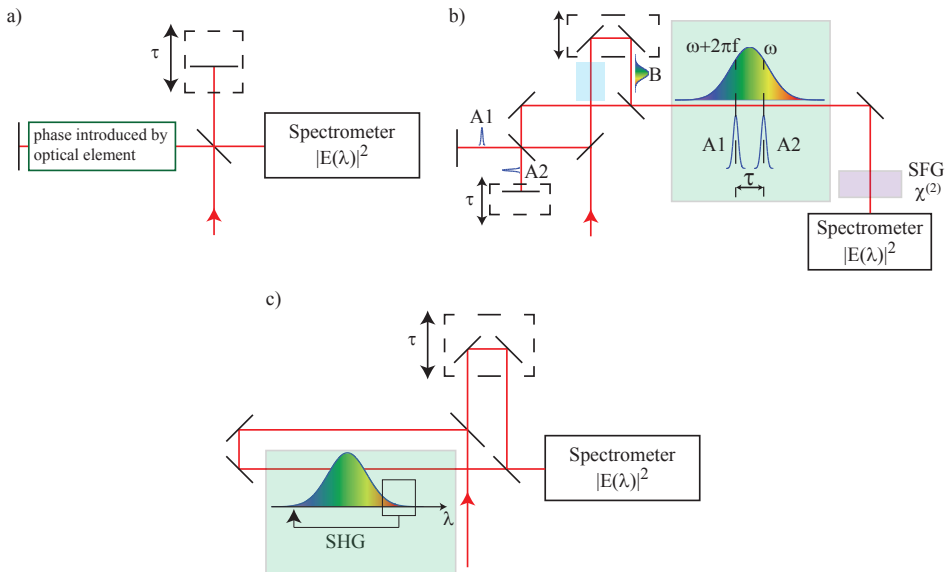 a)
τ
phase introduced by
optical element
Spectrometer
|E(λ)|²
b)
τ
B
A1
A2
ω+2πf
ω
A1
A2
τ
SFG
χ⁽²⁾
Spectrometer
|E(λ)|²
c)
τ
λ
SHG
Spectrometer
|E(λ)|²